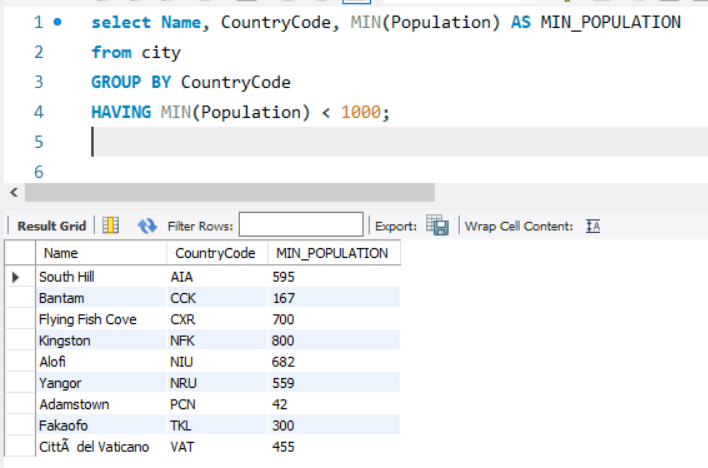 1 select Name, CountryCode, MIN(Population) AS MIN_POPULATION
2 from city
3 GROUP BY CountryCode
4 HAVING MIN(Population) < 1000;
5
6
Result Grid Filter Rows: Export: Wrap Cell Content:
Name CountryCode MIN_POPULATION
South Hill AIA 595
Bantam CCK 167
Flying Fish Cove CXR 700
Kingston NFK 800
Alofi NIU 682
Yangor NRU 559
Adamstown PCN 42
Fakaofo TKL 300
CittÃ del Vaticano VAT 455